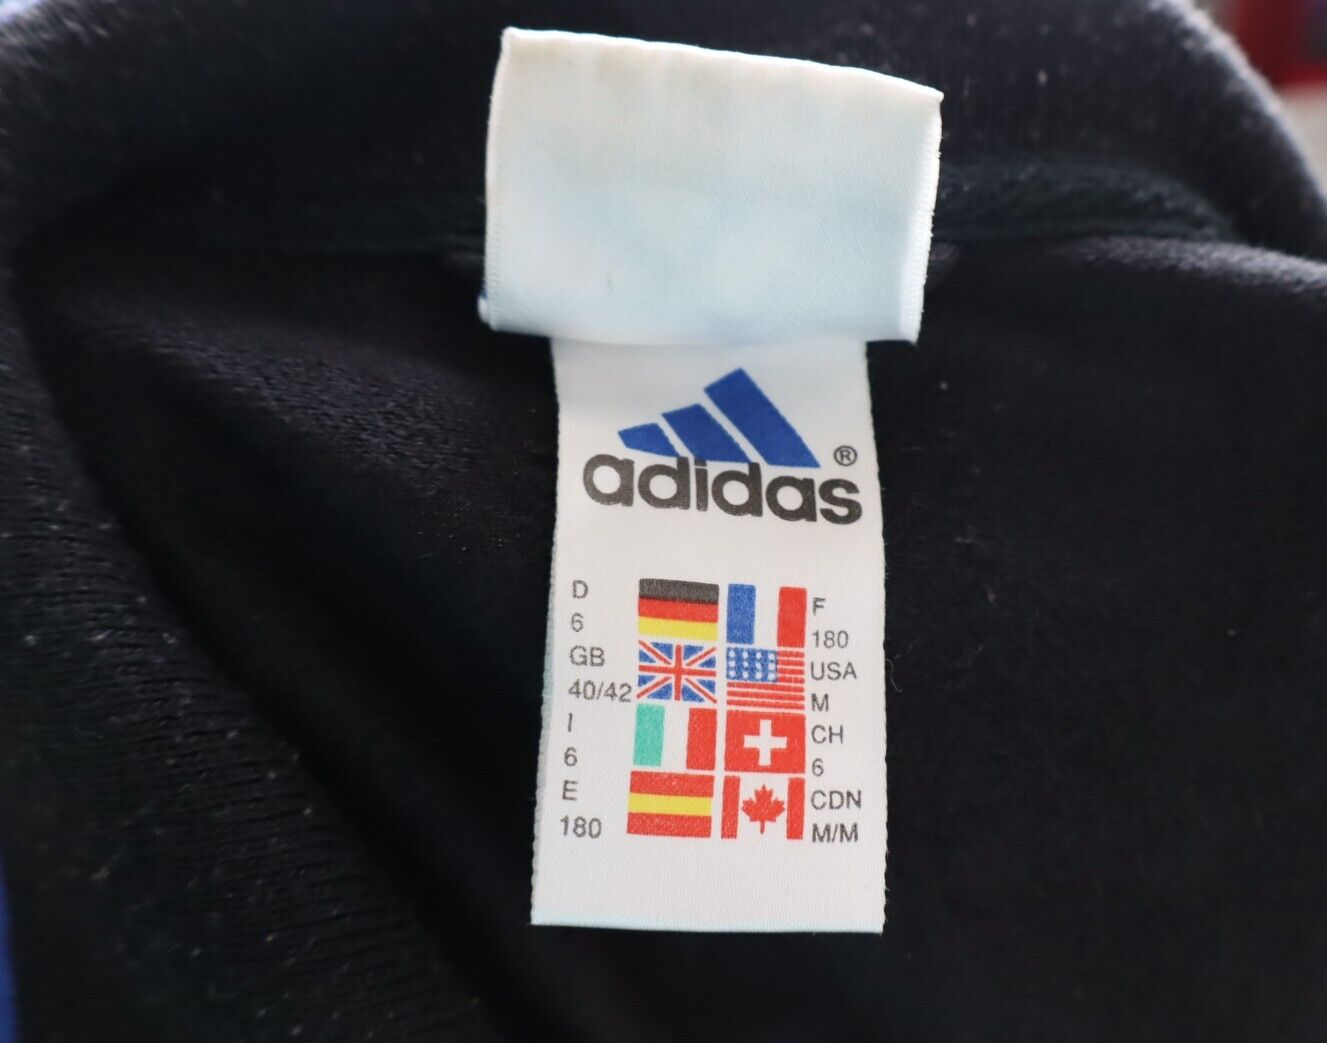 adidas®
D
6
GB
40/42
I
6
E
180
F
180
USA
M
CH
6
CDN
M/M